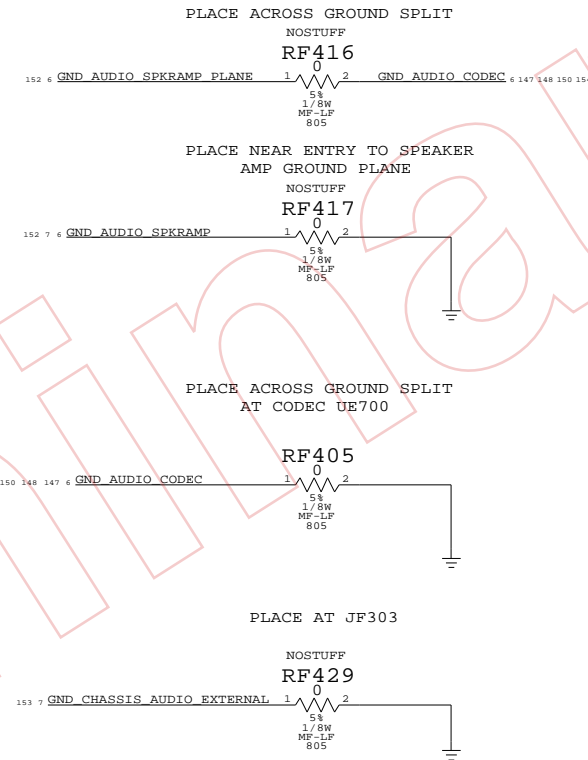 PLACE ACROSS GROUND SPLIT
NOSTUFF
RF416
0
152 6 GND_AUDIO_SPKRAMP_PLANE 1 2 GND_AUDIO_CODEC 6 147 148 150
5%
1/8W
MF-LF
805
PLACE NEAR ENTRY TO SPEAKER
AMP GROUND PLANE
NOSTUFF
RF417
0
152 7 6 GND_AUDIO_SPKRAMP 1 2
5%
1/8W
MF-LF
805
PLACE ACROSS GROUND SPLIT
AT CODEC UE700
RF405
0
150 148 147 6 GND_AUDIO_CODEC 1 2
5%
1/8W
MF-LF
805
PLACE AT JF303
NOSTUFF
RF429
0
153 7 GND_CHASSIS_AUDIO_EXTERNAL 1 2
5%
1/8W
MF-LF
805